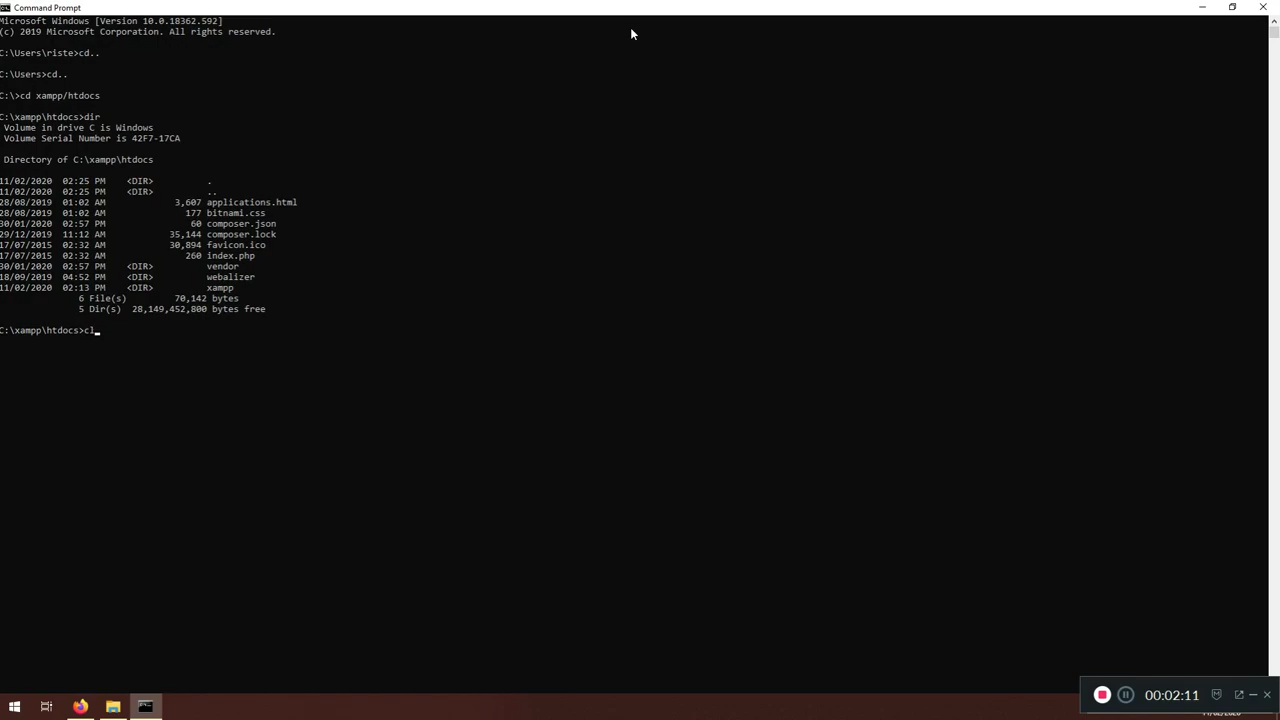 Command Prompt
Microsoft Windows [Version 10.0.18362.592]
(c) 2019 Microsoft Corporation. All rights reserved.
C:\Users\riste>cd..
C:\Users>cd..
C:\>cd xampp/htdocs
C:\xampp\htdocs>dir
Volume in drive C is Windows
Volume Serial Number is 42F7-17CA
Directory of C:\xampp\htdocs
11/02/2020 02:25 PM <DIR> .
11/02/2020 02:25 PM <DIR> ..
28/08/2019 01:02 AM 3,607 applications.html
28/08/2019 01:02 AM 177 bitnami.css
30/01/2020 02:57 PM 60 composer.json
29/12/2019 11:12 AM 35,144 composer.lock
17/07/2015 02:32 AM 30,894 favicon.ico
17/07/2015 02:32 AM 260 index.php
30/01/2020 02:57 PM <DIR> vendor
18/09/2019 04:52 PM <DIR> webalizer
11/02/2020 02:13 PM <DIR> xampp
6 File(s) 70,142 bytes
5 Dir(s) 28,149,452,800 bytes free
C:\xampp\htdocs>cl_
00:02:11